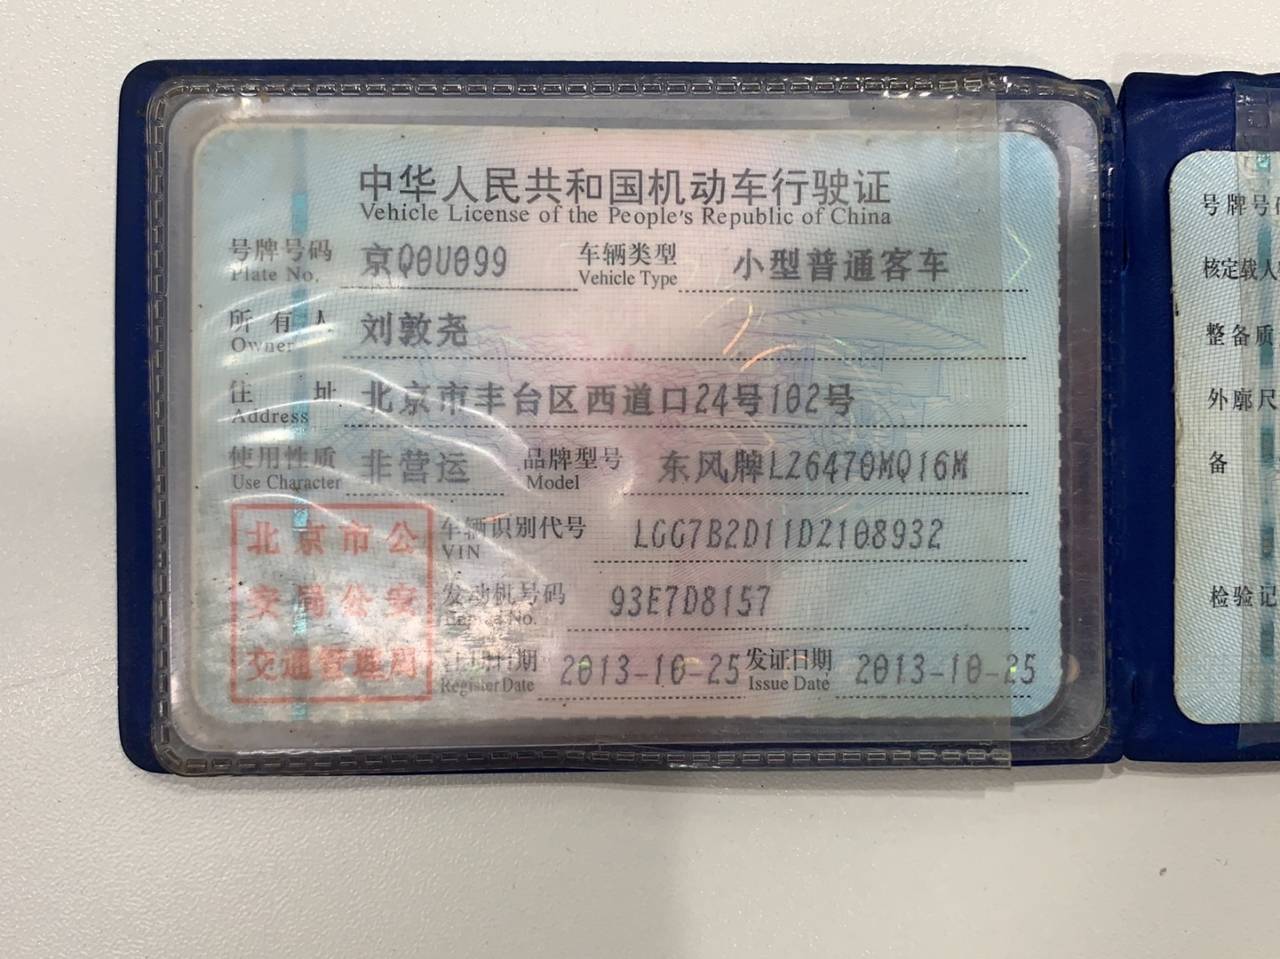 中华人民共和国机动车行驶证
Vehicle License of the People's Republic of China
号牌号码 京Q0U099 车辆类型 小型普通客车
Plate No. Vehicle Type
所有人 刘敦尧
Owner
住址 北京市丰台区西道口24号102号
Address
使用性质 非营运 品牌型号 东风牌LZ6470MQ16M
Use Character Model
车辆识别代号 LGG7B2D11DZ108932
VIN
发动机号码 93E7D8157
Engine No.
注册日期 2013-10-25 发证日期 2013-10-25
Register Date Issue Date
北京市公
安局公安
交通管理局
号牌号
核定载人
整备质
外廓尺
备
检验记